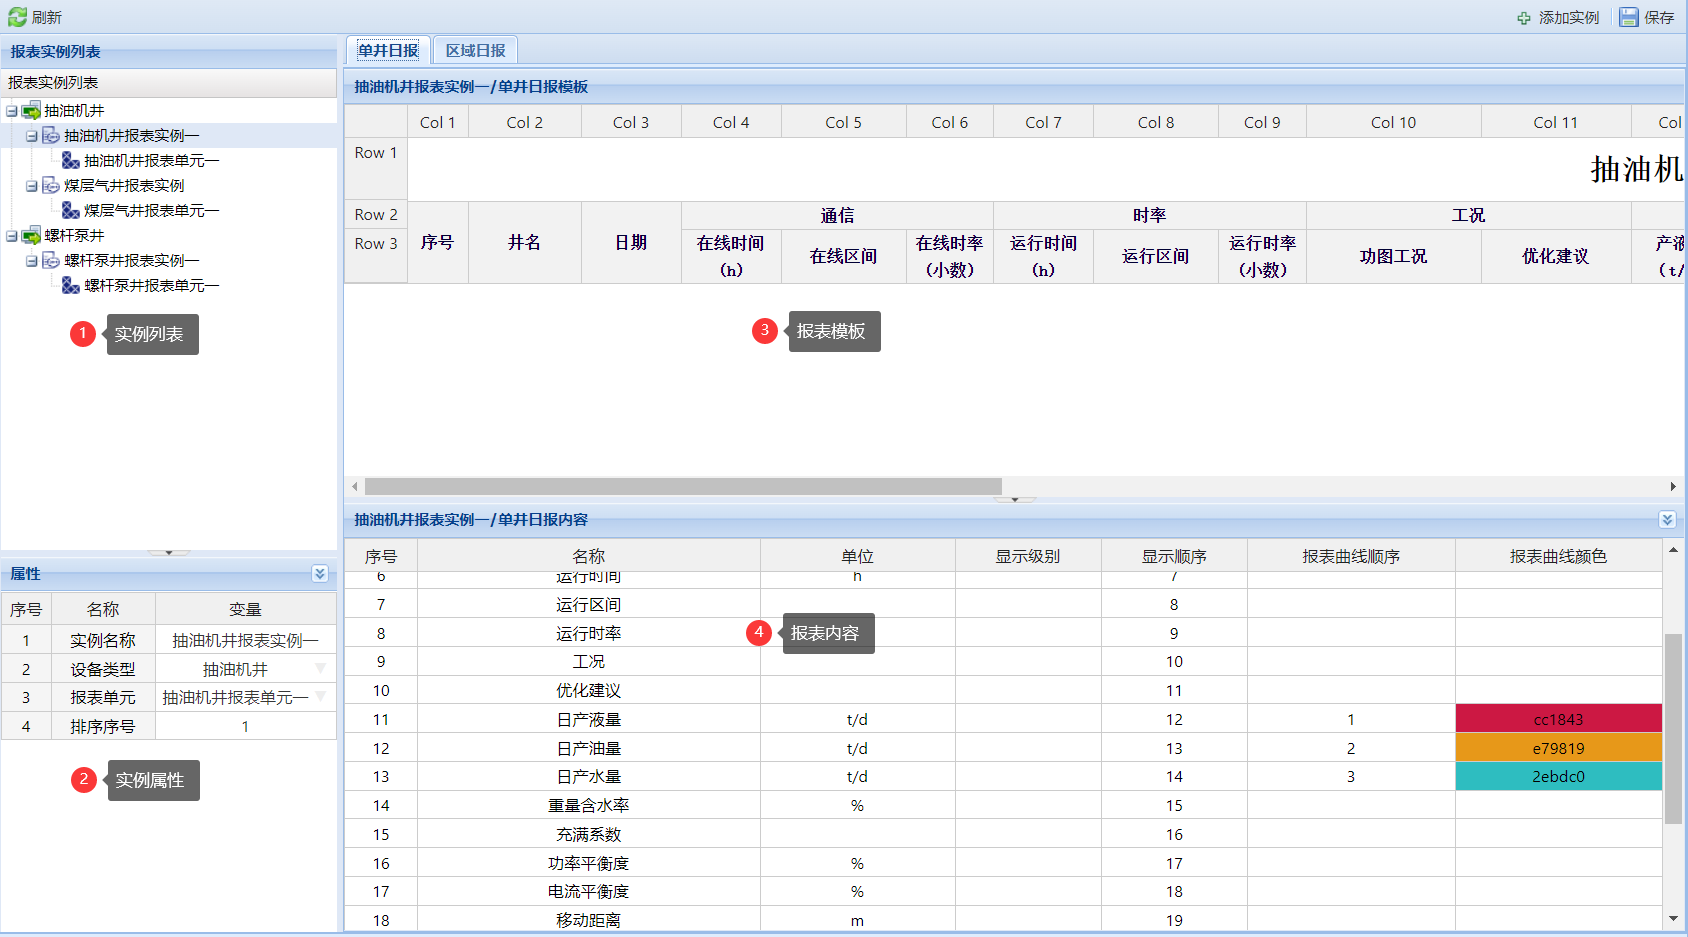 刷新
添加实例
保存
报表实例列表
报表实例列表
抽油机井
抽油机井报表实例一
抽油机井报表单元一
煤层气井报表实例
煤层气井报表单元一
螺杆泵井
螺杆泵井报表实例一
螺杆泵井报表单元一
1 实例列表
属性
序号 名称 变量
1 实例名称 抽油机井报表实例一
2 设备类型 抽油机井
3 报表单元 抽油机井报表单元一
4 排序序号 1
2 实例属性
单井日报 区域日报
抽油机井报表实例一/单井日报模板
Col 1 Col 2 Col 3 Col 4 Col 5 Col 6 Col 7 Col 8 Col 9 Col 10 Col 11 Col
Row 1 抽油机
Row 2 通信 时率 工况
Row 3 序号 井名 日期 在线时间 在线区间 在线时率 运行时间 运行区间 运行时率 功图工况 优化建议 产液
（h） （小数） （h） （小数） （t/
3 报表模板
抽油机井报表实例一/单井日报内容
序号 名称 单位 显示级别 显示顺序 报表曲线顺序 报表曲线颜色
6 运行时间 h 7
7 运行区间 8
8 运行时率 9
9 工况 10
10 优化建议 11
11 日产液量 t/d 12 1 cc1843
12 日产油量 t/d 13 2 e79819
13 日产水量 t/d 14 3 2ebdc0
14 重量含水率 % 15
15 充满系数 16
16 功率平衡度 % 17
17 电流平衡度 % 18
18 移动距离 m 19
4 报表内容